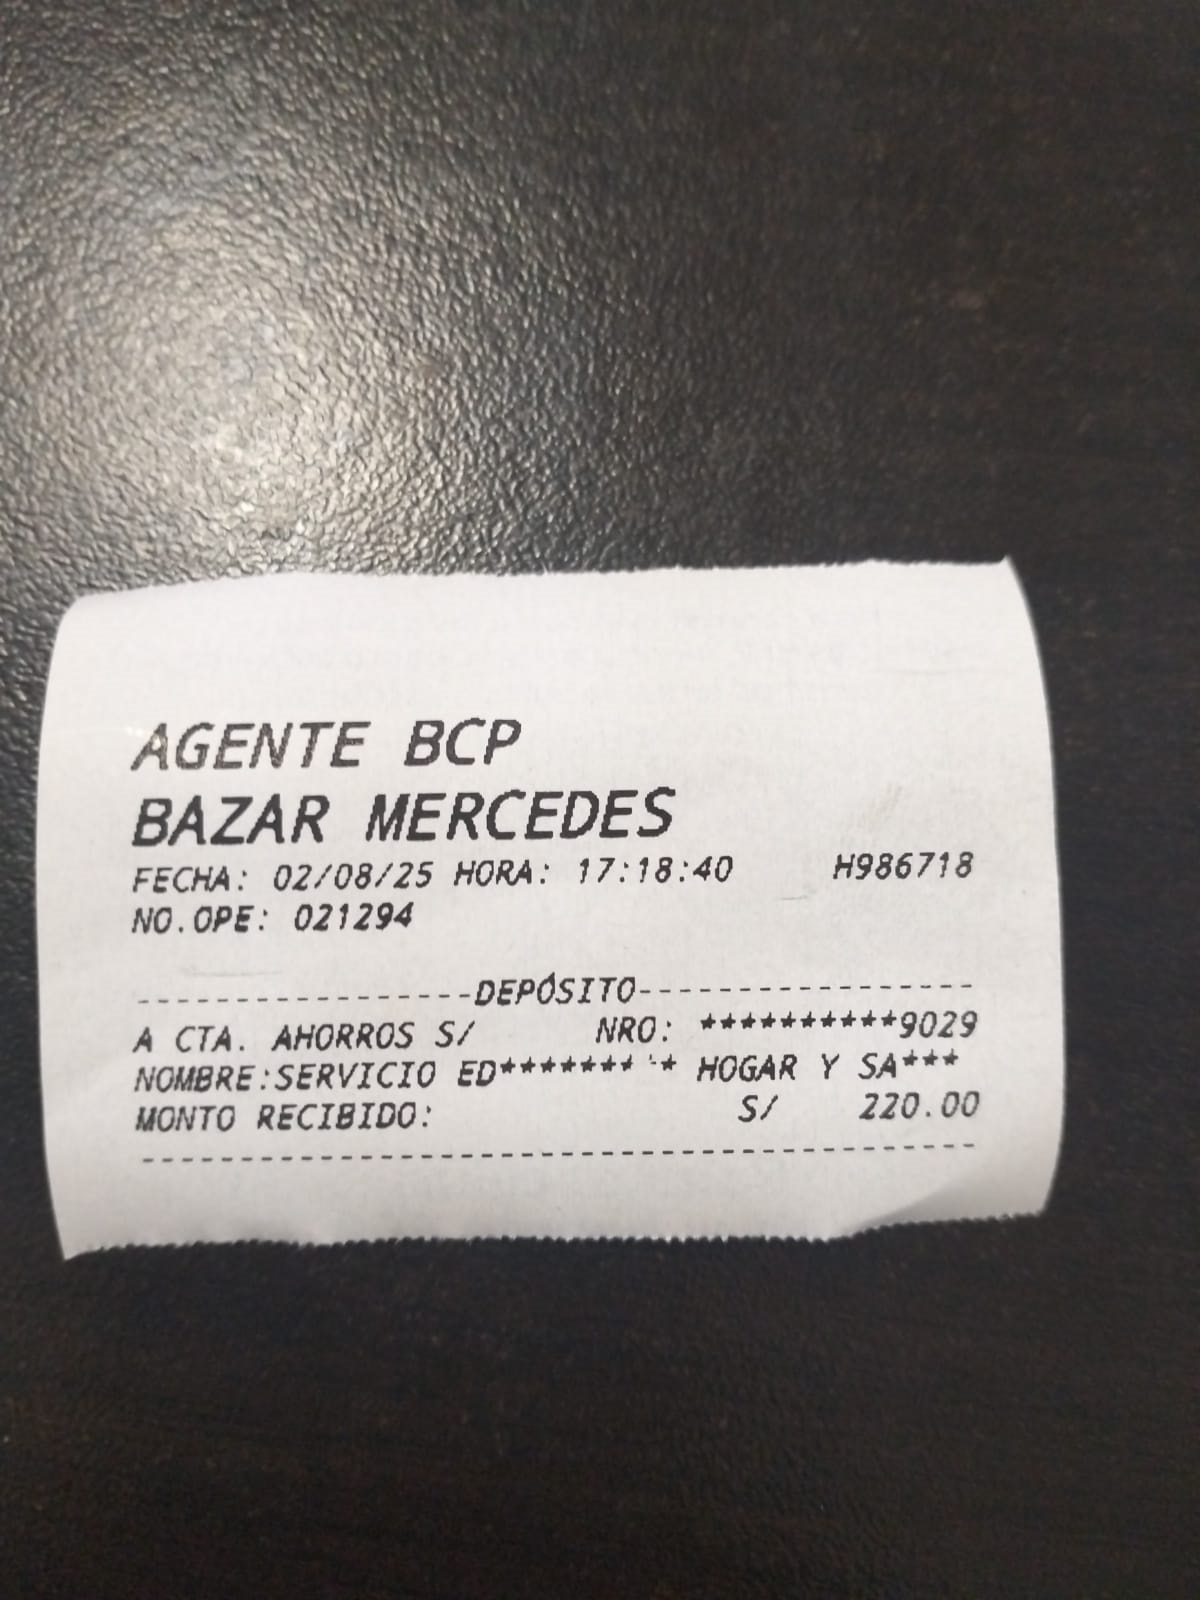 AGENTE BCP
BAZAR MERCEDES
FECHA: 02/08/25 HORA: 17:18:40 H986718
NO.OPE: 021294
-----------------DEPÓSITO-----------------
A CTA. AHORROS S/ NRO: **********9029
NOMBRE:SERVICIO ED******* ** HOGAR Y SA***
MONTO RECIBIDO: S/ 220.00
------------------------------------------